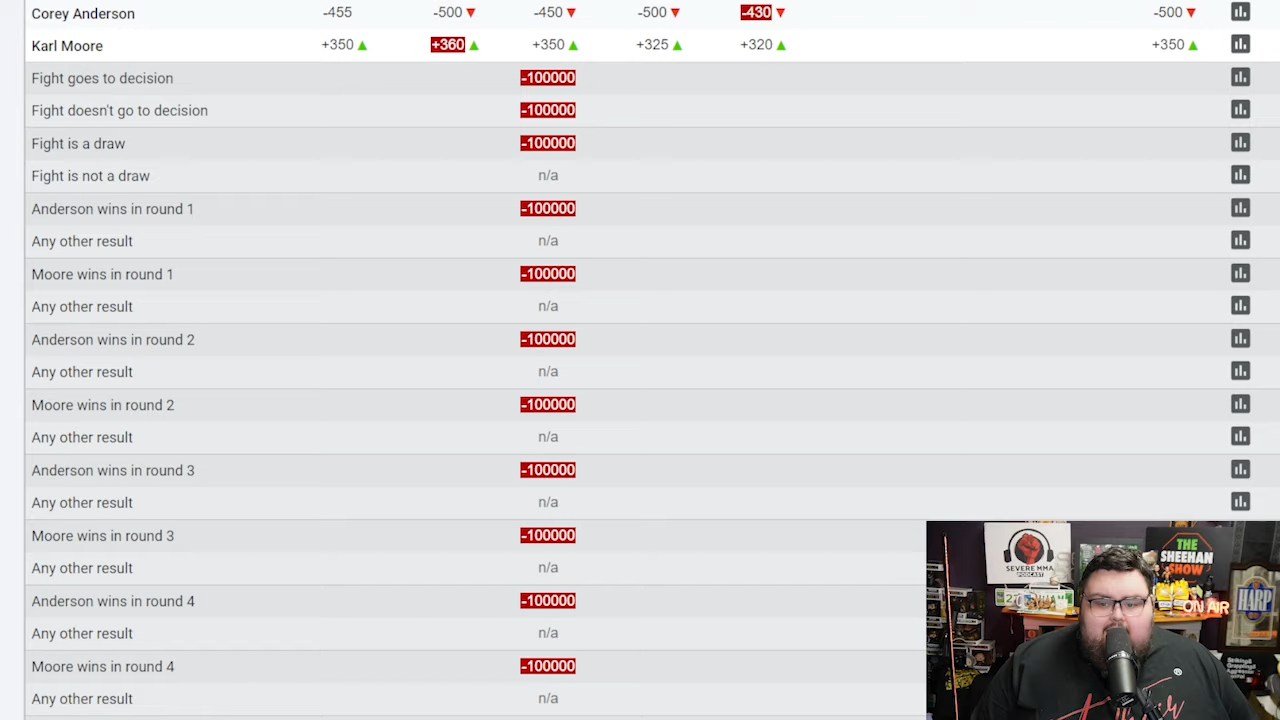 Corey Anderson -455 -500▼ -450▼ -500▼ -430▼ -500▼
Karl Moore +350▲ +360▲ +350▲ +325▲ +320▲ +350▲
Fight goes to decision -100000
Fight doesn't go to decision -100000
Fight is a draw -100000
Fight is not a draw n/a
Anderson wins in round 1 -100000
Any other result n/a
Moore wins in round 1 -100000
Any other result n/a
Anderson wins in round 2 -100000
Any other result n/a
Moore wins in round 2 -100000
Any other result n/a
Anderson wins in round 3 -100000
Any other result n/a
Moore wins in round 3 -100000
Any other result n/a
Anderson wins in round 4 -100000
Any other result n/a
Moore wins in round 4 -100000
Any other result n/a
SEVERE MMA
PODCAST
THE
SHEEHAN
SHOW
ON AIR
HARP